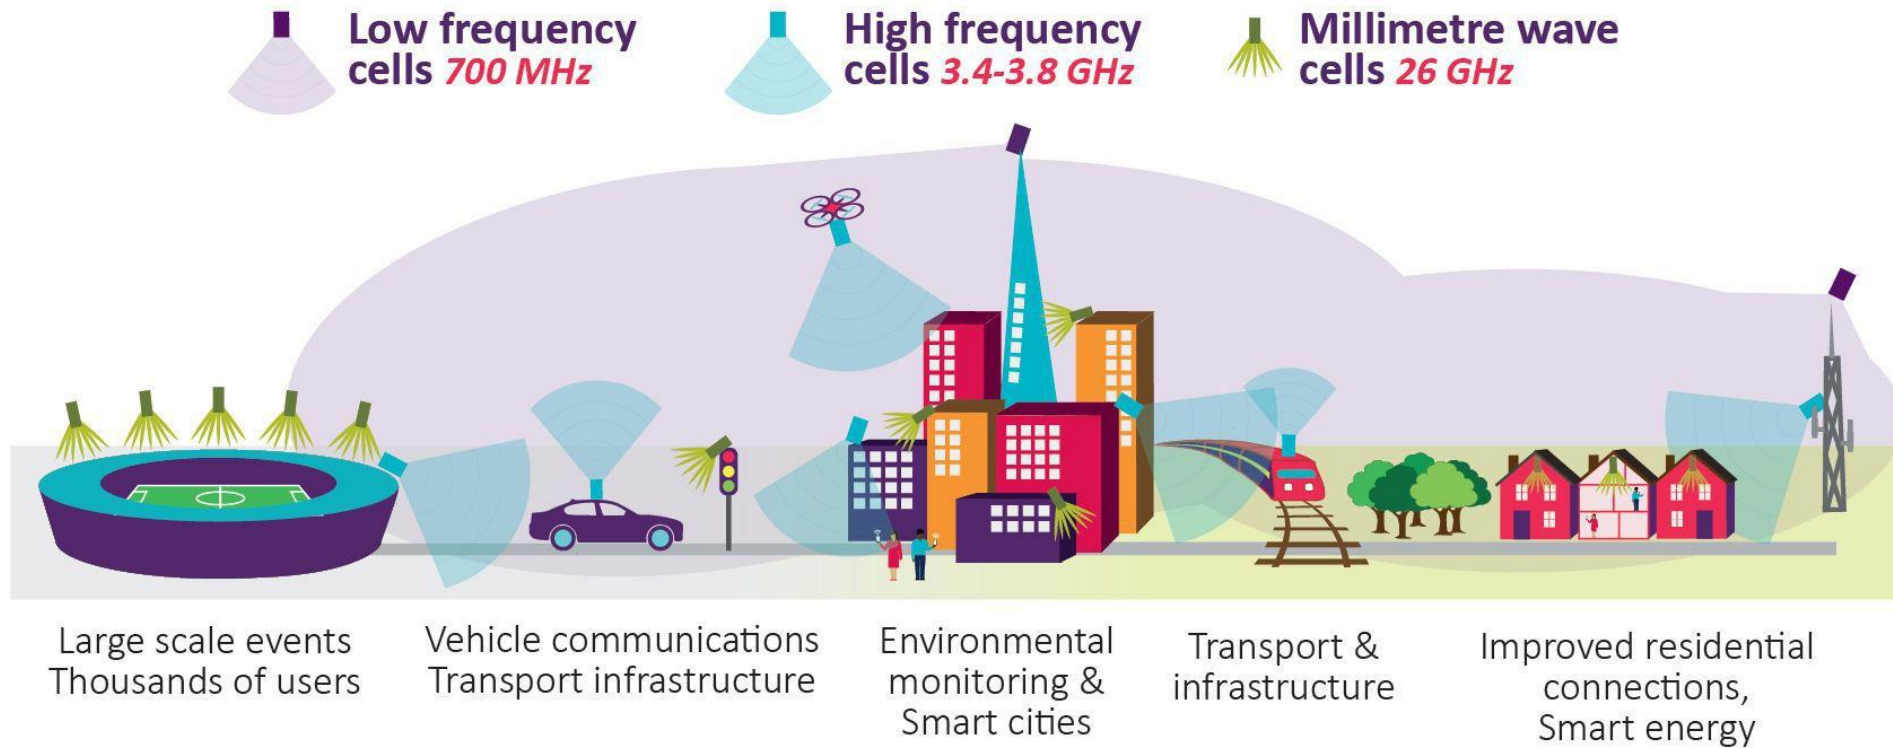 Low frequency
cells 700 MHz
High frequency
cells 3.4-3.8 GHz
Millimetre wave
cells 26 GHz
Large scale events
Thousands of users
Vehicle communications
Transport infrastructure
Environmental
monitoring &
Smart cities
Transport &
infrastructure
Improved residential
connections,
Smart energy